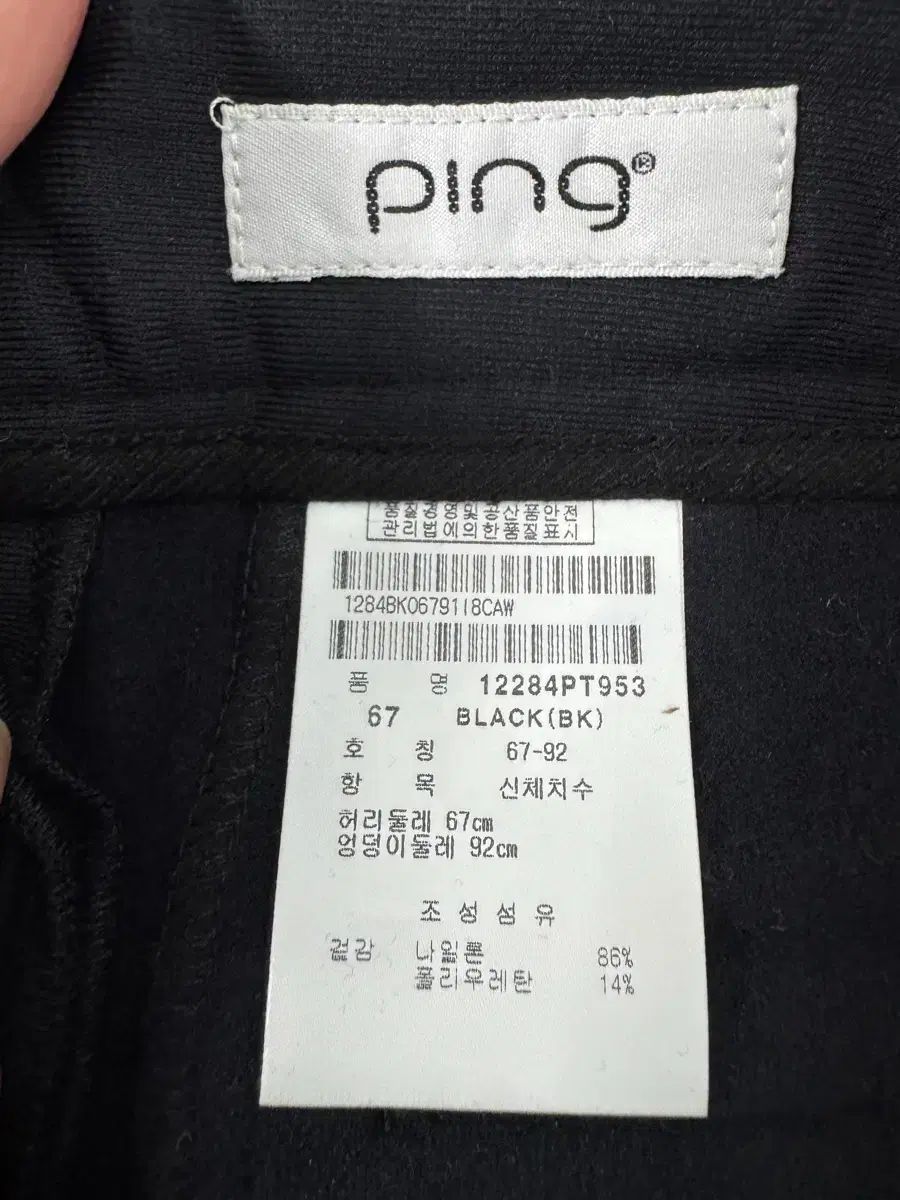 ping®
품질경영및공산품안전
관리법에의한품질표시
1284BK0679118CAW
품 명 12284PT953
67 BLACK(BK)
호 칭 67-92
항 목 신체치수
허리둘레 67cm
엉덩이둘레 92cm
조성섬유
겉감 나일론 86%
폴리우레탄 14%